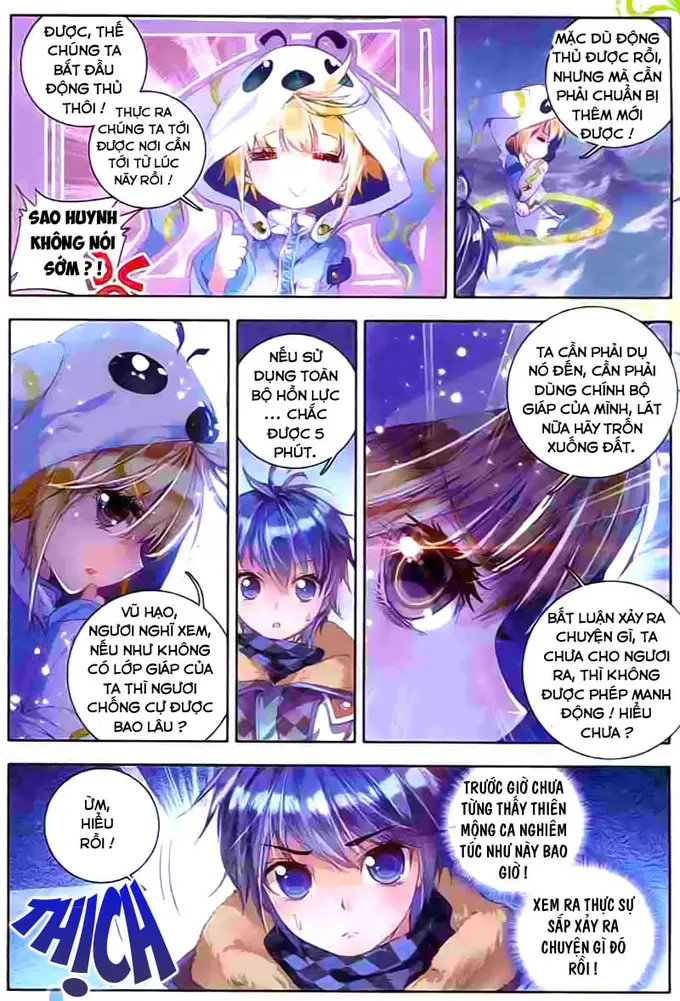 ĐƯỢC, THẾ
CHÚNG TA
BẮT ĐẦU
ĐỘNG THỦ
THÔI !
THỰC RA
CHÚNG TA TỚI
ĐƯỢC NƠI CẦN
TỚI TỪ LÚC
NÃY RỒI !
SAO HUYNH
KHÔNG NÓI
SỚM ? !
MẶC DÙ ĐỘNG
THỦ ĐƯỢC RỒI,
NHƯNG MÀ CẦN
PHẢI CHUẨN BỊ
THÊM MỚI
ĐƯỢC !
VŨ HẠO,
NGƯƠI NGHĨ XEM,
NẾU NHƯ KHÔNG
CÓ LỚP GIÁP CỦA
TA THÌ NGƯƠI
CHỐNG CỰ ĐƯỢC
BAO LÂU ?
NẾU SỬ
DỤNG TOÀN
BỘ HỒN LỰC
... CHẮC
ĐƯỢC 5
PHÚT.
TA CẦN PHẢI DỤ
NÓ ĐẾN, CẦN PHẢI
DÙNG CHÍNH BỘ
GIÁP CỦA MÌNH, LÁT
NỮA HÃY TRỐN
XUỐNG ĐẤT.
BẤT LUẬN XẢY RA
CHUYỆN GÌ, TA
CHƯA CHO NGƯƠI
RA, THÌ KHÔNG
ĐƯỢC PHÉP MANH
ĐỘNG ! HIỂU
CHƯA ?
ỪM,
HIỂU
RỒI !
THỊCH
TRƯỚC GIỜ CHƯA
TỪNG THẤY THIÊN
MỘNG CA NGHIÊM
TÚC NHƯ NÀY BAO
GIỜ !
XEM RA THỰC SỰ
SẮP XẢY RA
CHUYỆN GÌ ĐÓ
RỒI !